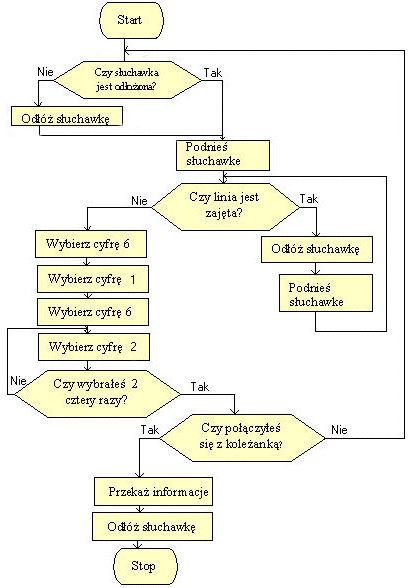 Start
Czy słuchawka
jest odłożona?
Nie
Tak
Odłóż słuchawkę
Podnieś
słuchawke
Czy linia jest
zajęta?
Nie
Tak
Wybierz cyfrę 6
Odłóż słuchawkę
Wybierz cyfrę 1
Podnieś
słuchawke
Wybierz cyfrę 6
Wybierz cyfrę 2
Czy wybrałeś 2
cztery razy?
Nie
Tak
Czy połączyłeś
się z koleżanką?
Tak
Nie
Przekaż informacje
Odłóż słuchawkę
Stop